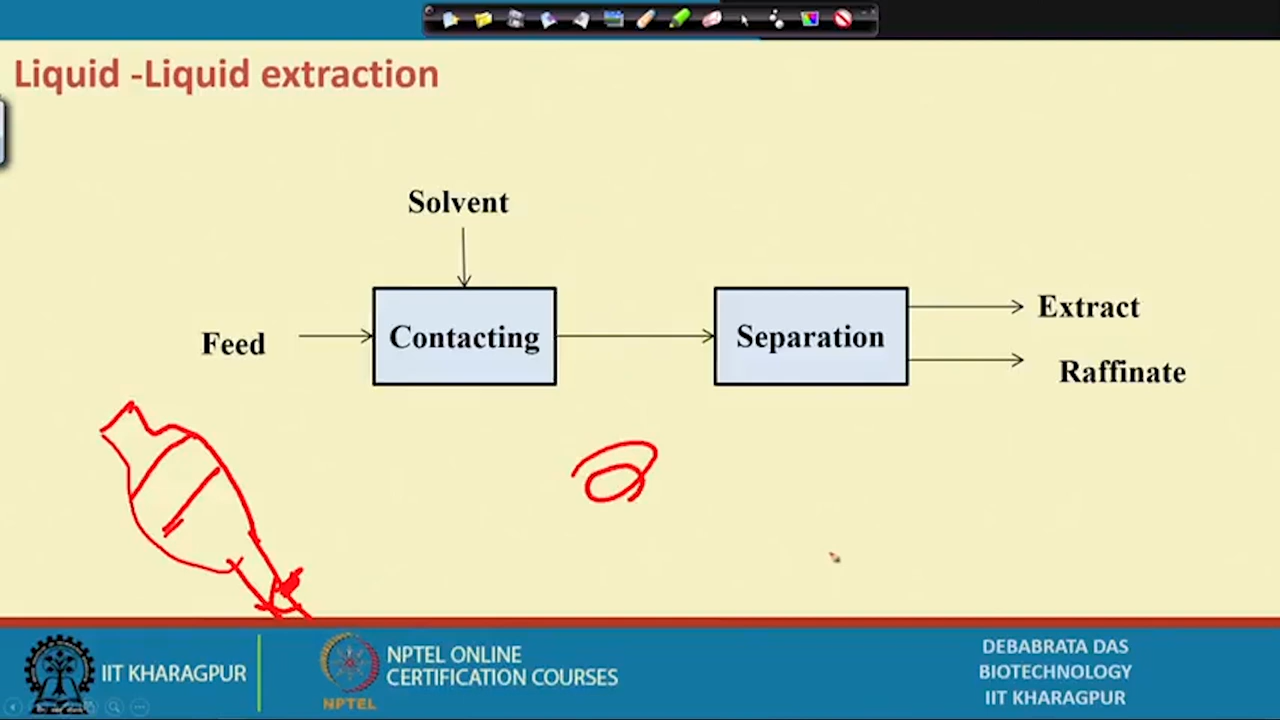 Liquid -Liquid extraction
Solvent
Feed
Contacting
Separation
Extract
Raffinate
IIT KHARAGPUR
NPTEL
NPTEL ONLINE
CERTIFICATION COURSES
DEBABRATA DAS
BIOTECHNOLOGY
IIT KHARAGPUR